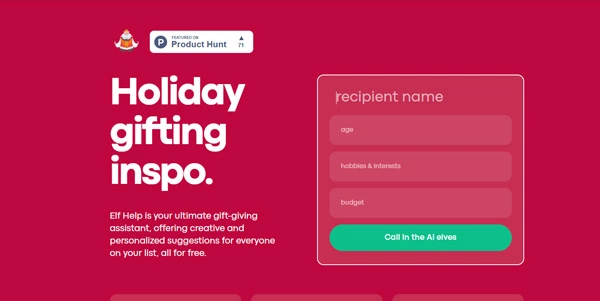 FEATURED ON
Product Hunt
71
Holiday
gifting
inspo.
Elf Help is your ultimate gift-giving
assistant, offering creative and
personalized suggestions for everyone
on your list, all for free.
recipient name
age
hobbies & interests
budget
Call in the AI elves